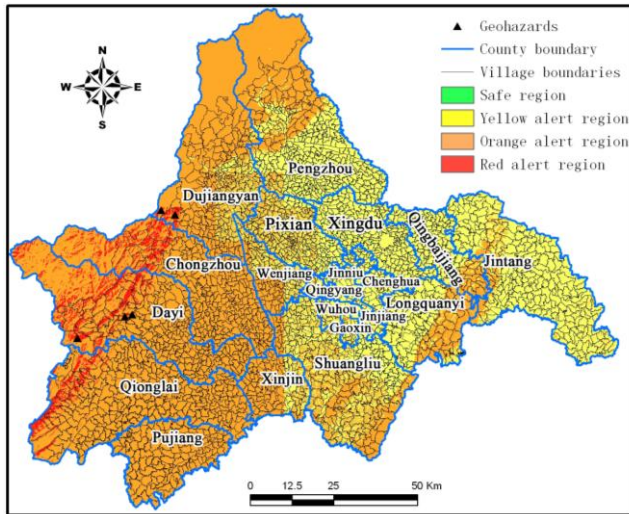 N
W E
S
Geohazards
County boundary
Village boundaries
Safe region
Yellow alert region
Orange alert region
Red alert region
Pengzhou
Dujiangyan
Pixian
Xingdu
Qingbaijiang
Jintang
Chongzhou
Wenjiang
Jinniu
Chenghua
Qingyang
Longquanyi
Wuhou
Jinjiang
Gaoxin
Dayi
Shuangliu
Qionglai
Xinjin
Pujiang
0 12.5 25 50 Km